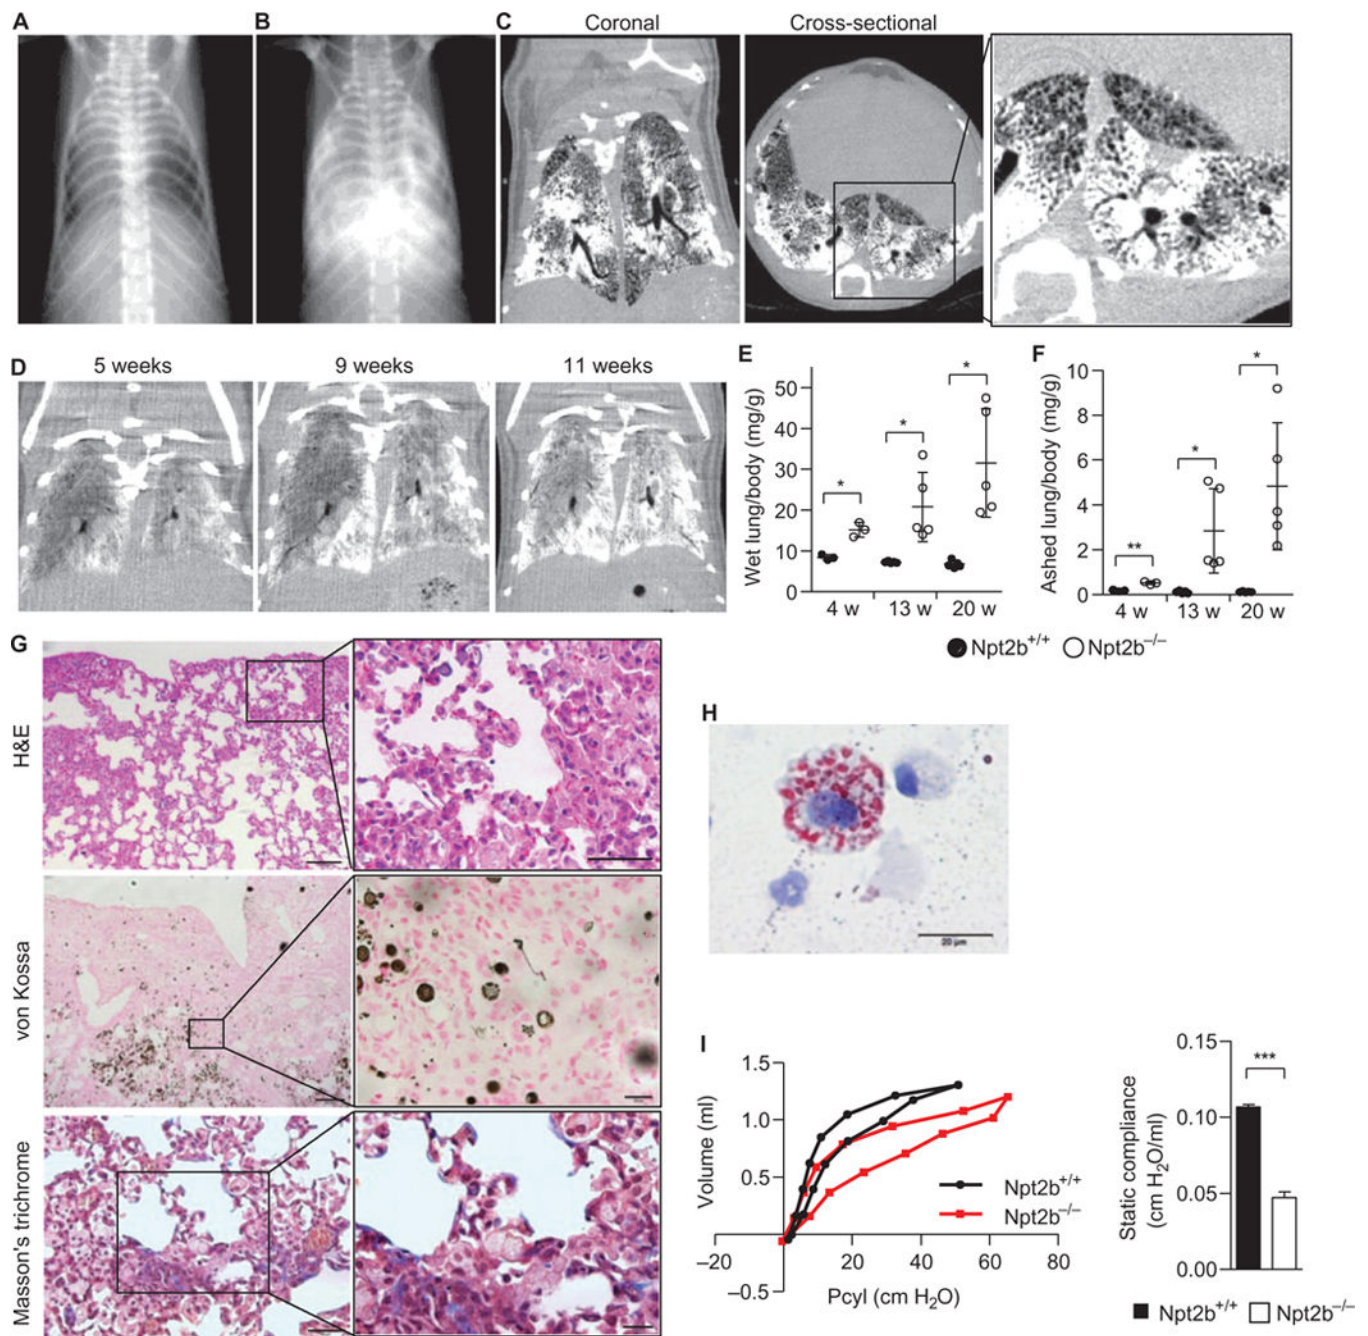 A
B
C
Coronal
Cross-sectional
D
5 weeks
9 weeks
11 weeks
E
Wet lung/body (mg/g)
50
40
30
20
10
0
*
*
*
4 w
13 w
20 w
F
Ashed lung/body (mg/g)
10
8
6
4
2
0
**
*
*
4 w
13 w
20 w
Npt2b+/+
Npt2b–/–
G
H&E
von Kossa
Masson's trichrome
H
20 µm
I
Volume (ml)
1.5
1.0
0.5
–0.5
–20
0
20
40
60
80
Pcyl (cm H2O)
Npt2b+/+
Npt2b–/–
Static compliance
(cm H2O/ml)
0.15
0.10
0.05
0.00
***
Npt2b+/+
Npt2b–/–